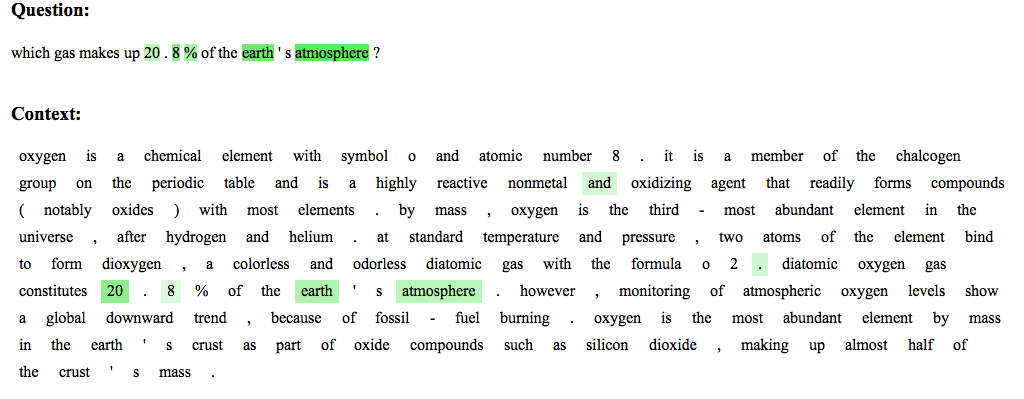 Question:
which gas makes up 20 . 8 % of the earth ' s atmosphere ?
Context:
oxygen is a chemical element with symbol o and atomic number 8 . it is a member of the chalcogen
group on the periodic table and is a highly reactive nonmetal and oxidizing agent that readily forms compounds
( notably oxides ) with most elements . by mass , oxygen is the third - most abundant element in the
universe , after hydrogen and helium . at standard temperature and pressure , two atoms of the element bind
to form dioxygen , a colorless and odorless diatomic gas with the formula o 2 . diatomic oxygen gas
constitutes 20 . 8 % of the earth ' s atmosphere . however , monitoring of atmospheric oxygen levels show
a global downward trend , because of fossil - fuel burning . oxygen is the most abundant element by mass
in the earth ' s crust as part of oxide compounds such as silicon dioxide , making up almost half of
the crust ' s mass .